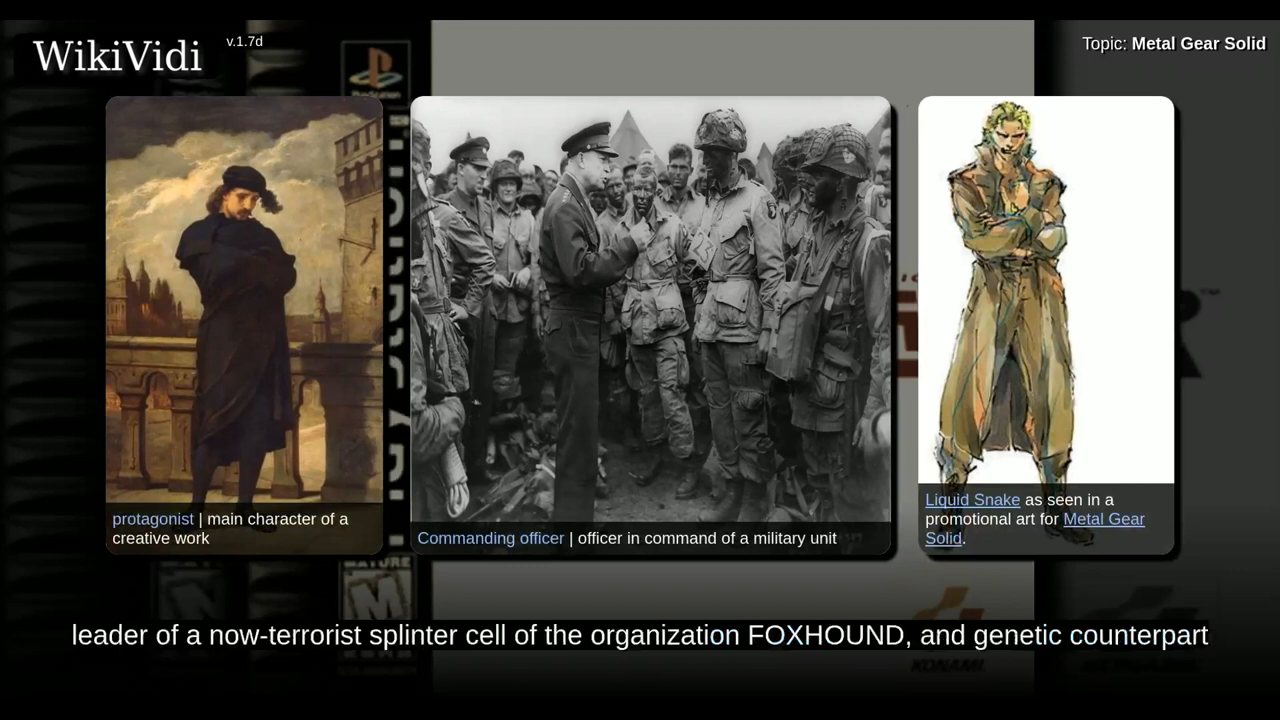 WikiVidi
v.1.7d
Topic: Metal Gear Solid
protagonist | main character of a
creative work
Commanding officer | officer in command of a military unit
Liquid Snake as seen in a
promotional art for Metal Gear
Solid.
leader of a now-terrorist splinter cell of the organization FOXHOUND, and genetic counterpart
MATURE
M
KONAMI